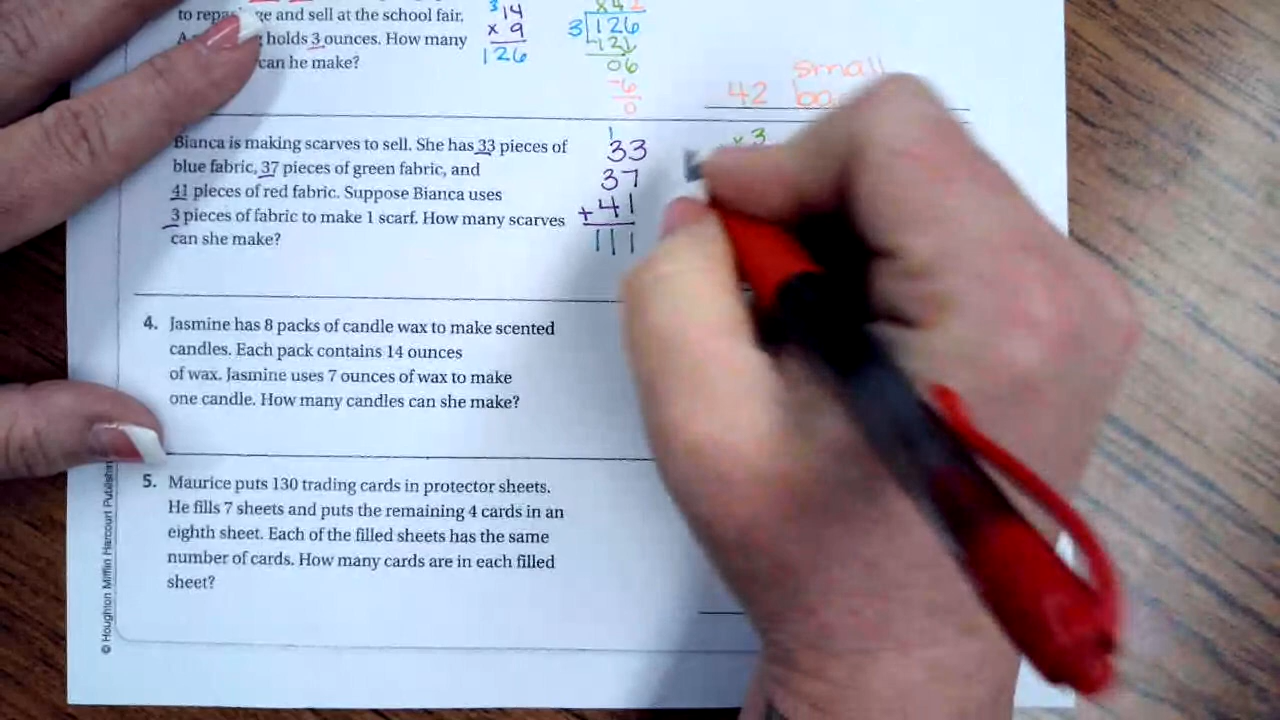 to and sell at the school fair.
holds 3 ounces. How many
can he make?
3
14
x 9
126
3 126
06
-6
0
42 small
Bianca is making scarves to sell. She has 33 pieces of
blue fabric, 37 pieces of green fabric, and
41 pieces of red fabric. Suppose Bianca uses
3 pieces of fabric to make 1 scarf. How many scarves
can she make?
1
33
37
+41
111
x 3
4. Jasmine has 8 packs of candle wax to make scented
candles. Each pack contains 14 ounces
of wax. Jasmine uses 7 ounces of wax to make
one candle. How many candles can she make?
5. Maurice puts 130 trading cards in protector sheets.
He fills 7 sheets and puts the remaining 4 cards in an
eighth sheet. Each of the filled sheets has the same
number of cards. How many cards are in each filled
sheet?
© Houghton Mifflin Harcourt